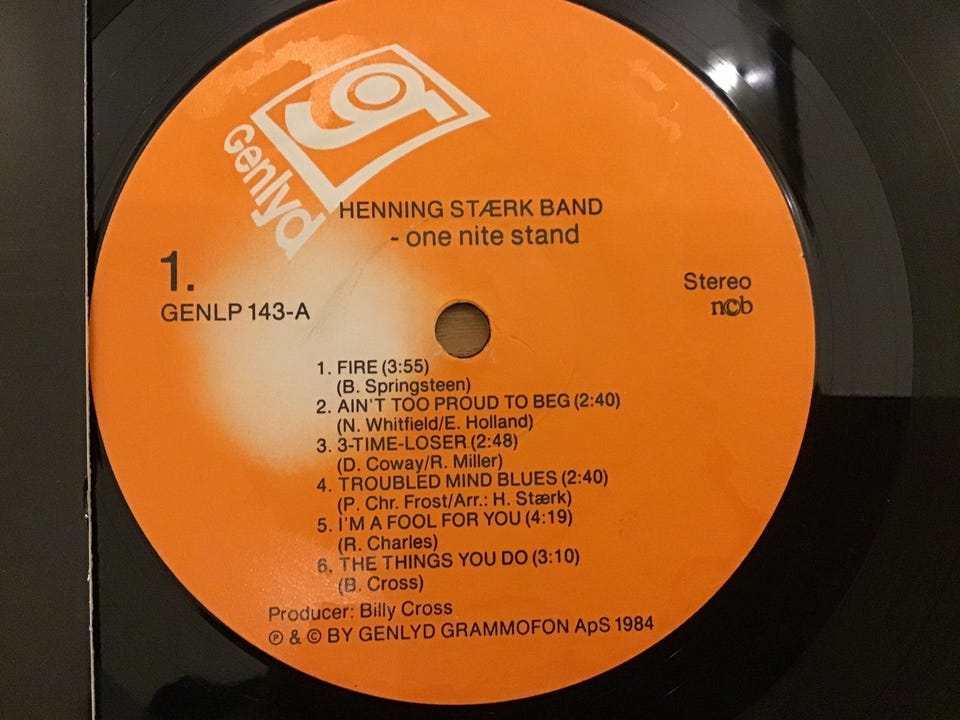 Genlyd
HENNING STÆRK BAND
- one nite stand
1.
GENLP 143-A
Stereo
ncb
1. FIRE (3:55)
(B. Springsteen)
2. AIN'T TOO PROUD TO BEG (2:40)
(N. Whitfield/E. Holland)
3. 3-TIME-LOSER (2:48)
(D. Coway/R. Miller)
4. TROUBLED MIND BLUES (2:40)
(P. Chr. Frost/Arr.: H. Stærk)
5. I'M A FOOL FOR YOU (4:19)
(R. Charles)
6. THE THINGS YOU DO (3:10)
(B. Cross)
Producer: Billy Cross
℗ & © BY GENLYD GRAMMOFON ApS 1984